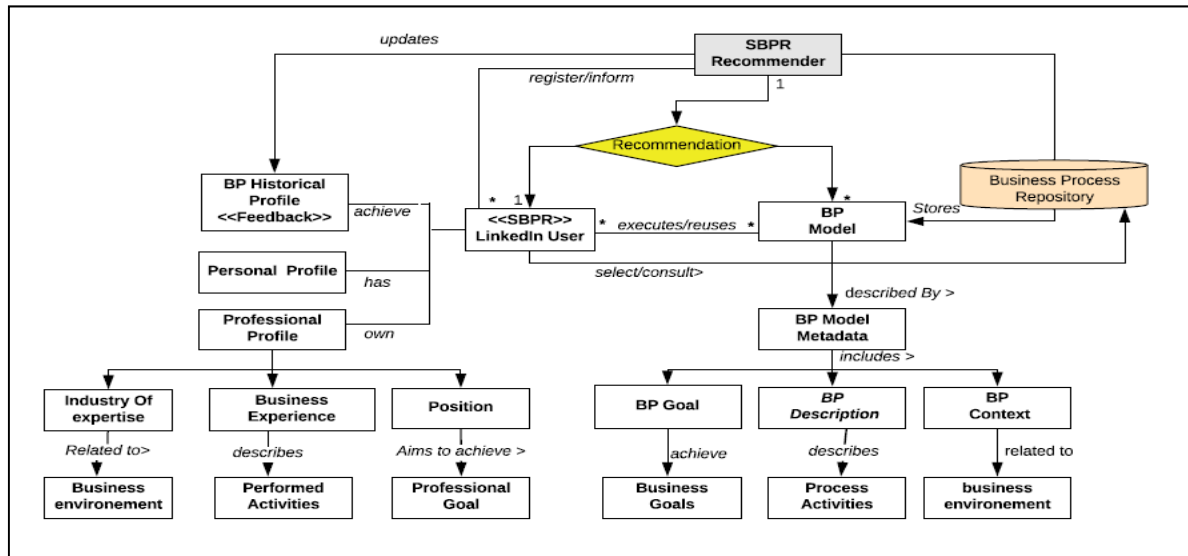 updates
SBPR
Recommender
register/inform
1
Recommendation
BP Historical
Profile
<<Feedback>>
achieve
*
1
*
Business Process
Repository
<<SBPR>>
LinkedIn User
*
executes/reuses
*
BP
Model
Stores
Personal Profile
has
select/consult>
Professional
Profile
own
described By >
BP Model
Metadata
includes >
Industry Of
expertise
Business
Experience
Position
BP Goal
BP
Description
BP
Context
Related to>
describes
Aims to achieve >
achieve
describes
related to
Business
environement
Performed
Activities
Professional
Goal
Business
Goals
Process
Activities
business
environement